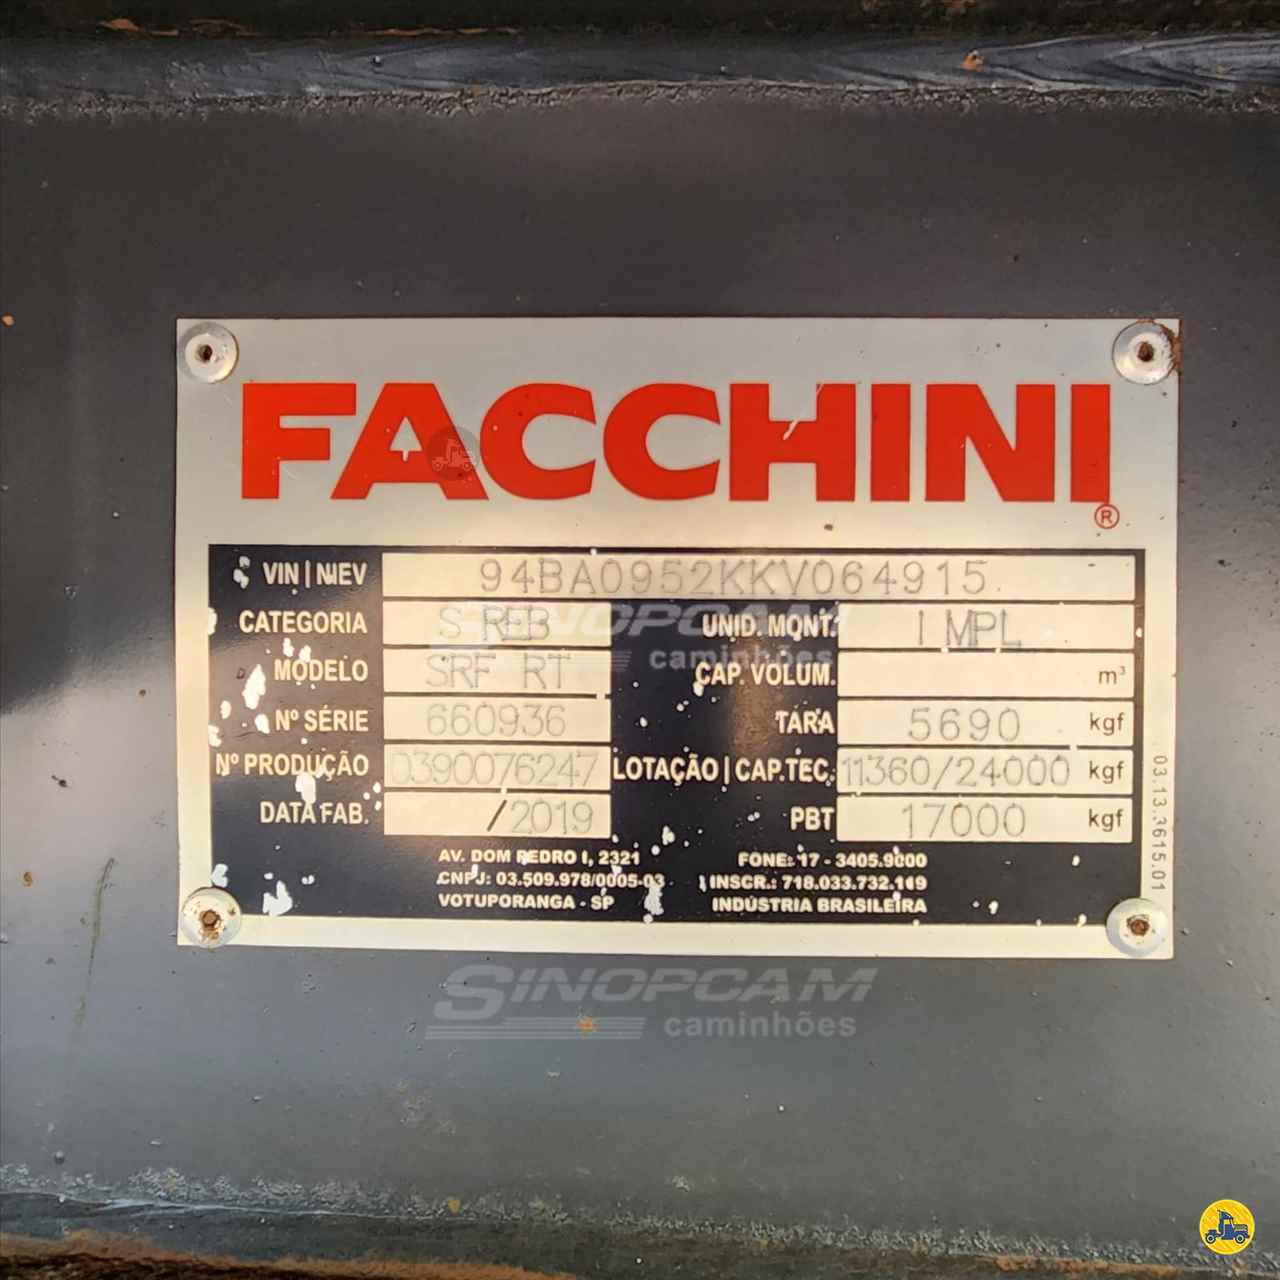 FACCHINI
®
VIN | NIEV 94BA0952KKV064915
CATEGORIA S REB UNID. MONT. IMPL
MODELO SRF RT CAP. VOLUM. m³
Nº SÉRIE 660936 TARA 5690 kgf
Nº PRODUÇÃO 0390076247 LOTAÇÃO | CAP.TEC. 11360/24000 kgf
DATA FAB. /2019 PBT 17000 kgf
AV. DOM PEDRO I, 2321 FONE: 17 - 3405.9000
CNPJ: 03.509.978/0005-03 INSCR.: 718.033.732.119
VOTUPORANGA - SP INDÚSTRIA BRASILEIRA
03.13.3615.01
SINOPCAM
caminhões
SINOPCAM
caminhões